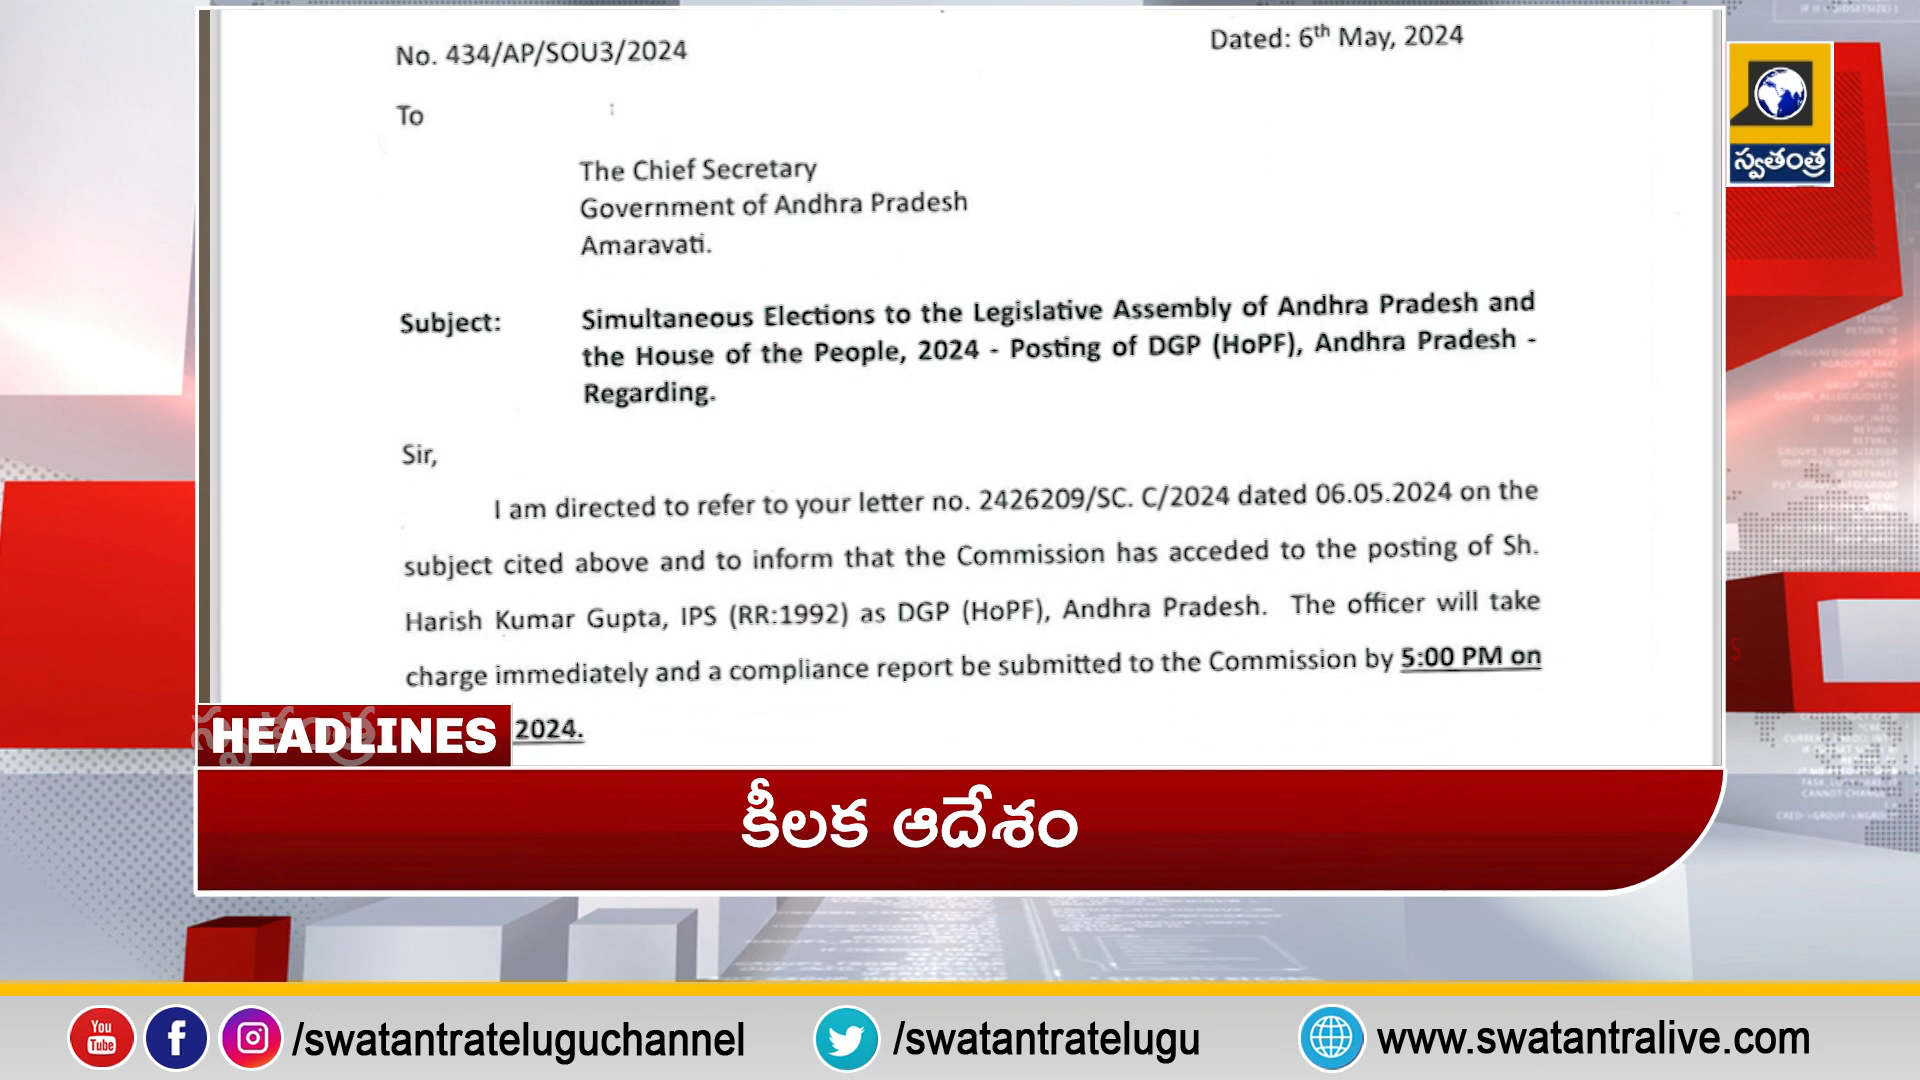 No. 434/AP/SOU3/2024
Dated: 6th May, 2024
To
The Chief Secretary
Government of Andhra Pradesh
Amaravati.
Subject: Simultaneous Elections to the Legislative Assembly of Andhra Pradesh and
the House of the People, 2024 - Posting of DGP (HoPF), Andhra Pradesh -
Regarding.
Sir,
I am directed to refer to your letter no. 2426209/SC. C/2024 dated 06.05.2024 on the
subject cited above and to inform that the Commission has acceded to the posting of Sh.
Harish Kumar Gupta, IPS (RR:1992) as DGP (HoPF), Andhra Pradesh. The officer will take
charge immediately and a compliance report be submitted to the Commission by 5:00 PM on
2024.
స్వతంత్ర
HEADLINES
కీలక ఆదేశం
You Tube
/swatantrateluguchannel
/swatantratelugu
www.swatantralive.com